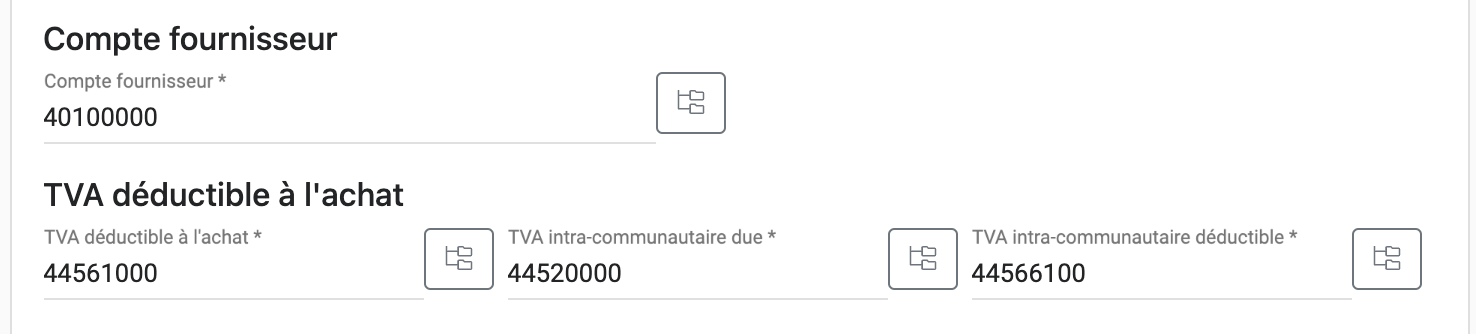 Compte fournisseur
Compte fournisseur *
40100000
TVA déductible à l'achat
TVA déductible à l'achat * TVA intra-communautaire due * TVA intra-communautaire déductible *
44561000 44520000 44566100